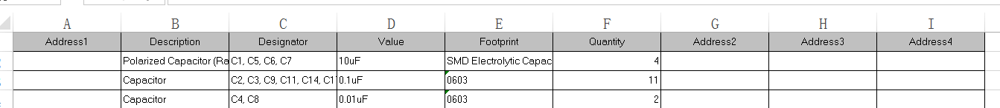 A B C D E F G H I
Address1 Description Designator Value Footprint Quantity Address2 Address3 Address4
Polarized Capacitor (Ra C1, C5, C6, C7 10uF SMD Electrolytic Capac 4
Capacitor C2, C3, C9, C11, C14, C1 0.1uF 0603 11
Capacitor C4, C8 0.01uF 0603 2